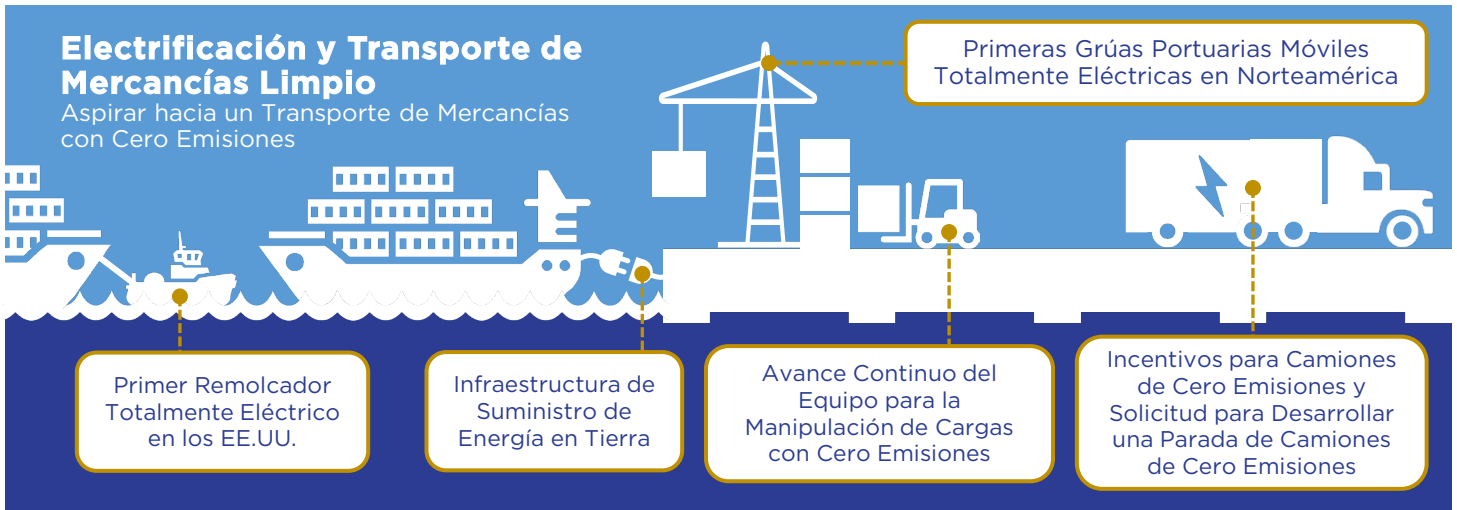 Electrificación y Transporte de
Mercancías Limpio
Aspirar hacia un Transporte de Mercancías
con Cero Emisiones
Primeras Grúas Portuarias Móviles
Totalmente Eléctricas en Norteamérica
Primer Remolcador
Totalmente Eléctrico
en los EE.UU.
Infraestructura de
Suministro de
Energía en Tierra
Avance Continuo del
Equipo para la
Manipulación de Cargas
con Cero Emisiones
Incentivos para Camiones
de Cero Emisiones y
Solicitud para Desarrollar
una Parada de Camiones
de Cero Emisiones